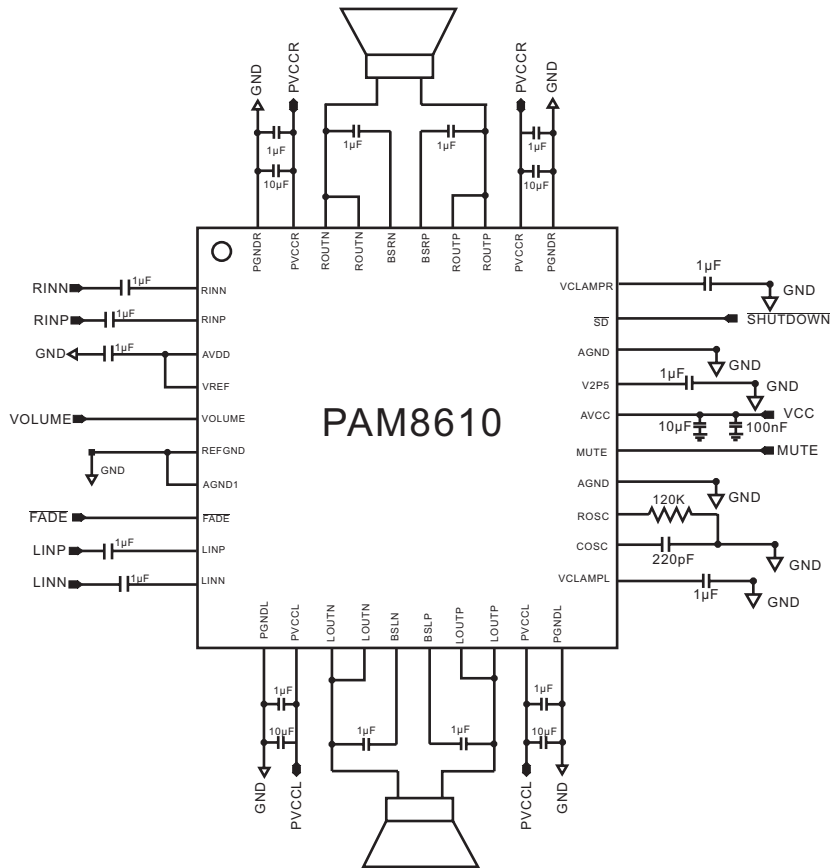 GND
PVCCR
PVCCR
GND
1µF
1µF
1µF
1µF
10µF
10µF
PGNDR
PVCCR
ROUTN
ROUTN
BSRN
BSRP
ROUTP
ROUTP
PVCCR
PGNDR
RINN
1µF
RINN
RINP
1µF
RINP
GND
1µF
AVDD
VREF
VOLUME
VOLUME
REFGND
GND
AGND1
FADE
FADE
LINP
1µF
LINP
LINN
1µF
LINN
PAM8610
VCLAMPR
1µF
GND
SD
SHUTDOWN
AGND
GND
V2P5
1µF
GND
AVCC
VCC
10µF
100nF
MUTE
MUTE
AGND
GND
120K
ROSC
COSC
220pF
GND
VCLAMPL
1µF
GND
PGNDL
PVCCL
LOUTN
LOUTN
BSLN
BSLP
LOUTP
LOUTP
PVCCL
PGNDL
1µF
1µF
10µF
1µF
1µF
10µF
GND
PVCCL
PVCCL
GND